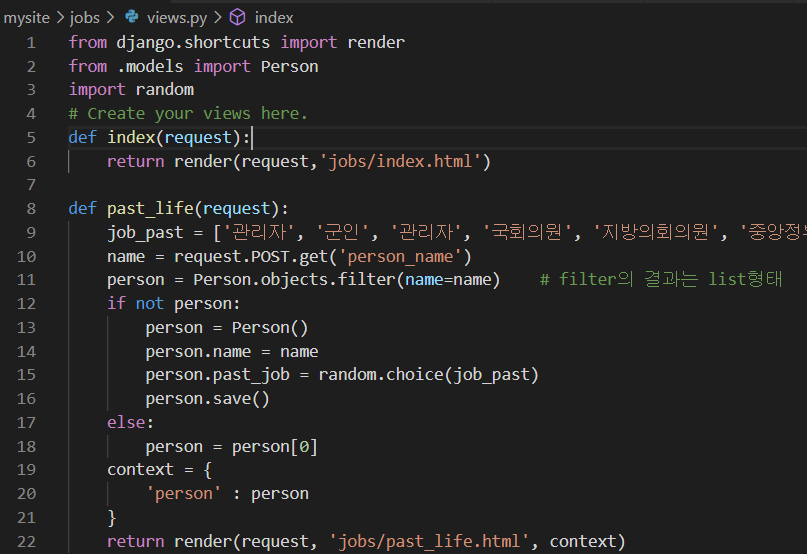 mysite > jobs > views.py > index
1 from django.shortcuts import render
2 from .models import Person
3 import random
4 # Create your views here.
5 def index(request):
6     return render(request,'jobs/index.html')
7
8 def past_life(request):
9     job_past = ['관리자', '군인', '관리자', '국회의원', '지방의회의원', '중앙정
10     name = request.POST.get('person_name')
11     person = Person.objects.filter(name=name)    # filter의 결과는 list형태
12     if not person:
13         person = Person()
14         person.name = name
15         person.past_job = random.choice(job_past)
16         person.save()
17     else:
18         person = person[0]
19     context = {
20         'person' : person
21     }
22     return render(request, 'jobs/past_life.html', context)